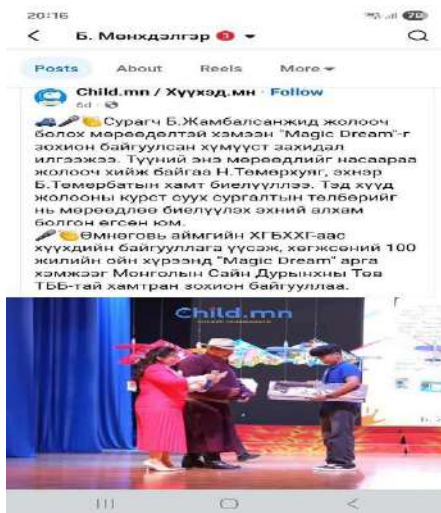 20:16
Б. Мөнхдэлгэр
Posts About Reels More
Child.mn / Хүүхэд.мн · Follow
6d
Сурагч Б.Жамбалсанжид жолооч
болох мөрөөдөлтэй хэмээн "Magic Dream"-г
зохион байгуулсан хүмүүст захидал
илгээжээ. Түүний энэ мөрөөдлийг насаараа
жолооч хийж байгаа Н.Төмөрхуяг, эхнэр
Б.Төмөрбатын хамт биелүүллээ. Тэд хүүд
жолооны курст суух сургалтын төлбөрийг
нь мөрөөдлөө биелүүлэх эхний алхам
болгон өгсөн юм.
Өмнөговь аймгийн ХГБХХГ-аас
хүүхдийн байгууллага үүсэж, хөгжсөний 100
жилийн ойн хүрээнд "Magic Dream" арга
хэмжээг Монголын Сайн Дурынхны Төв
ТББ-тай хамтран зохион байгууллаа.
Child.mn